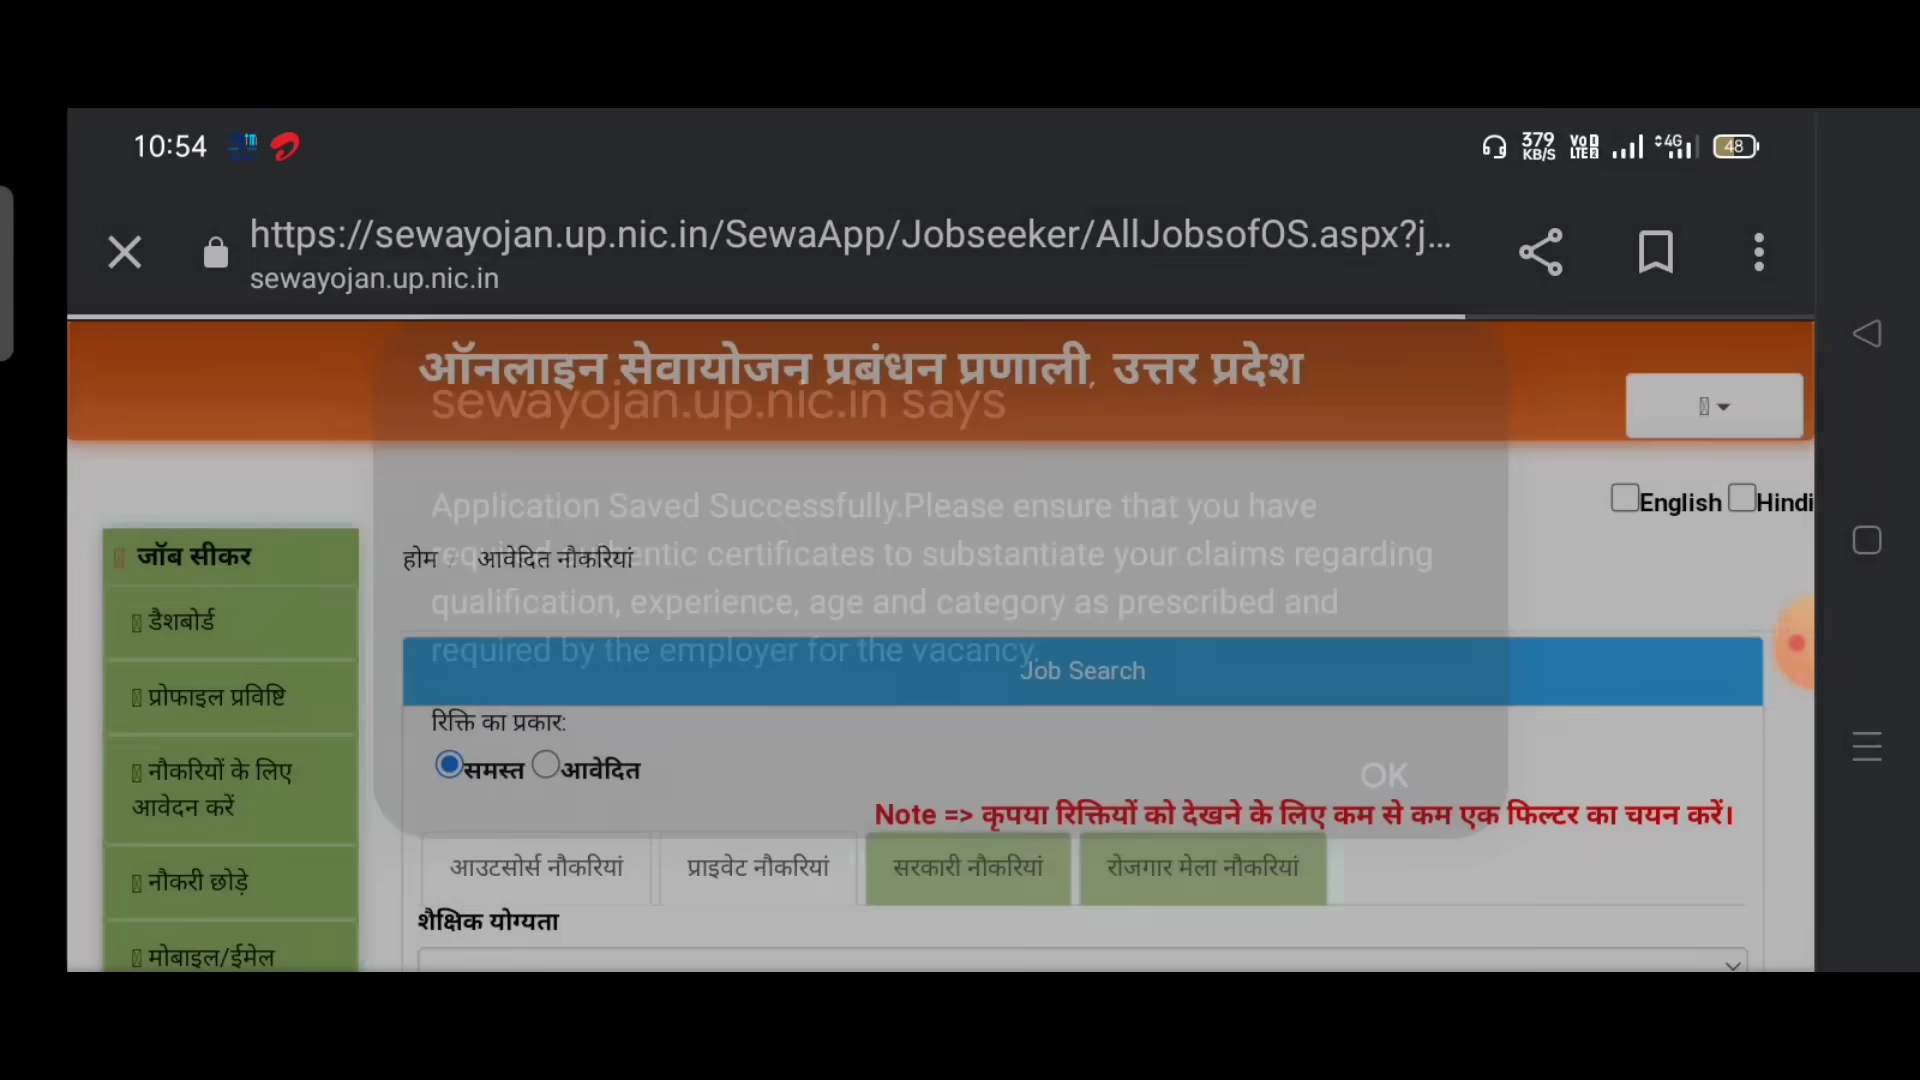 10:54
379
KB/S
4G
48
https://sewayojan.up.nic.in/SewaApp/Jobseeker/AllJobsofOS.aspx?j...
sewayojan.up.nic.in
ऑनलाइन सेवायोजन प्रबंधन प्रणाली, उत्तर प्रदेश
sewayojan.up.nic.in says
English Hindi
Application Saved Successfully.Please ensure that you have
required authentic certificates to substantiate your claims regarding
qualification, experience, age and category as prescribed and
required by the employer for the vacancy.
OK
जॉब सीकर
डैशबोर्ड
प्रोफाइल प्रविष्टि
नौकरियों के लिए
आवेदन करें
नौकरी छोड़े
मोबाइल/ईमेल
होम आवेदित नौकरियां
Job Search
रिक्ति का प्रकार:
समस्त आवेदित
Note => कृपया रिक्तियों को देखने के लिए कम से कम एक फिल्टर का चयन करें।
आउटसोर्स नौकरियां प्राइवेट नौकरियां सरकारी नौकरियां रोजगार मेला नौकरियां
शैक्षिक योग्यता